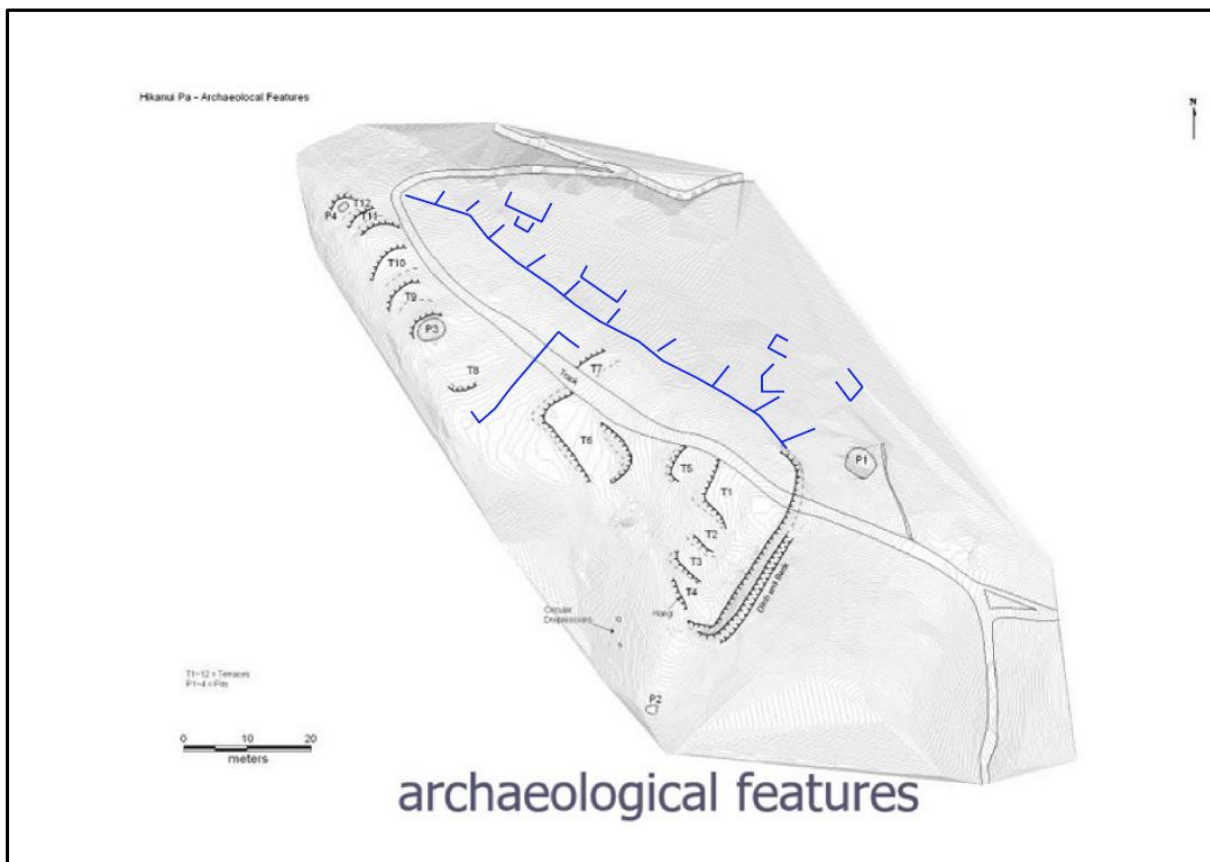 Hikanui Pa - Archaeolocal Features
N
T12
P4
T11
T10
T9
P3
T8
T7
Track
T6
T5
T1
P1
T2
T3
T4
Ditch and Bank
Hangi
Circular
Depressions
P2
T1-12 = Terraces
P1-4 = Pits
0 10 20
meters
archaeological features